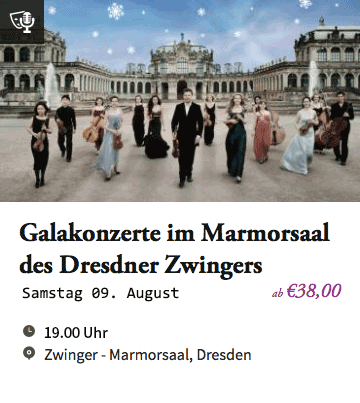 Galakonzerte im Marmorsaal
des Dresdner Zwingers
Samstag 09. August
ab €38,00
19.00 Uhr
Zwinger - Marmorsaal, Dresden